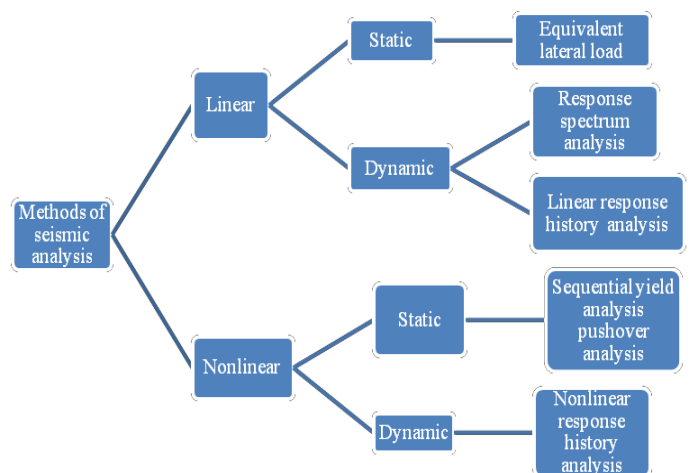 Methods of
seismic
analysis
Linear
Static
Equivalent
lateral load
Dynamic
Response
spectrum
analysis
Linear response
history analysis
Nonlinear
Static
Sequential yield
analysis
pushover
analysis
Dynamic
Nonlinear
response
history
analysis